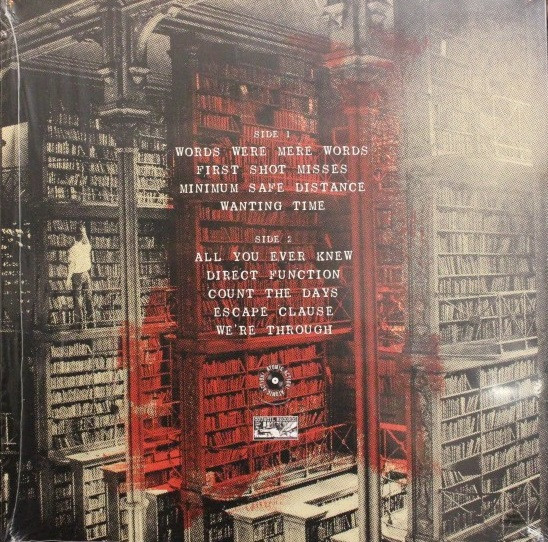 SIDE 1
WORDS WERE MERE WORDS
FIRST SHOT MISSES
MINIMUM SAFE DISTANCE
WANTING TIME
SIDE 2
ALL YOU EVER KNEW
DIRECT FUNCTION
COUNT THE DAYS
ESCAPE CLAUSE
WE'RE THROUGH